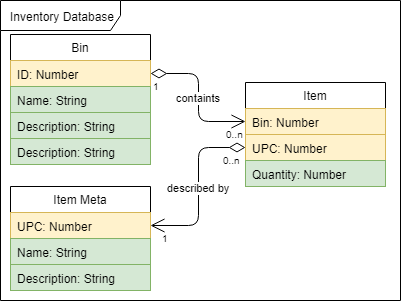 Inventory Database
Bin
ID: Number
Name: String
Description: String
Description: String
1
containts
0..n
Item
Bin: Number
UPC: Number
Quantity: Number
0..n
described by
1
Item Meta
UPC: Number
Name: String
Description: String